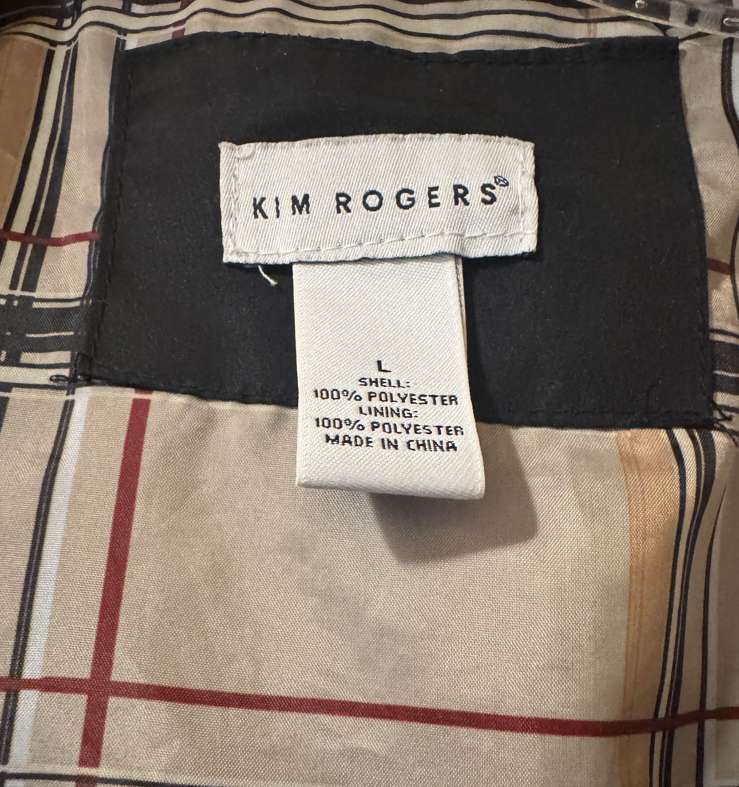 KIM ROGERS®
L
SHELL:
100% POLYESTER
LINING:
100% POLYESTER
MADE IN CHINA